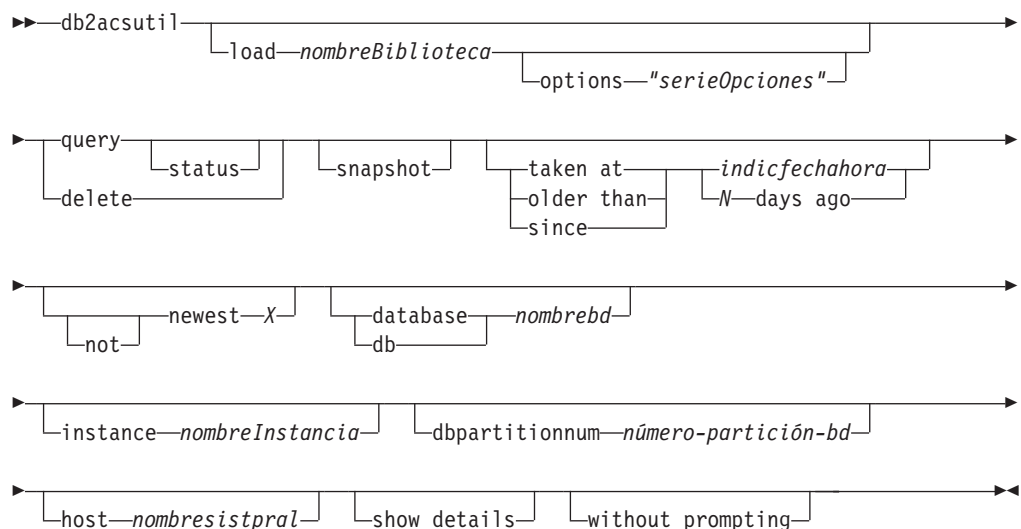 db2acsutil
load nombreBiblioteca
options "serieOpciones"
query snapshot taken at indicfechahora
status older than N days ago
delete since
newest X database nombrebd
not db
instance nombreInstancia dbpartitionnum número-partición-bd
host nombresistpral show details without prompting